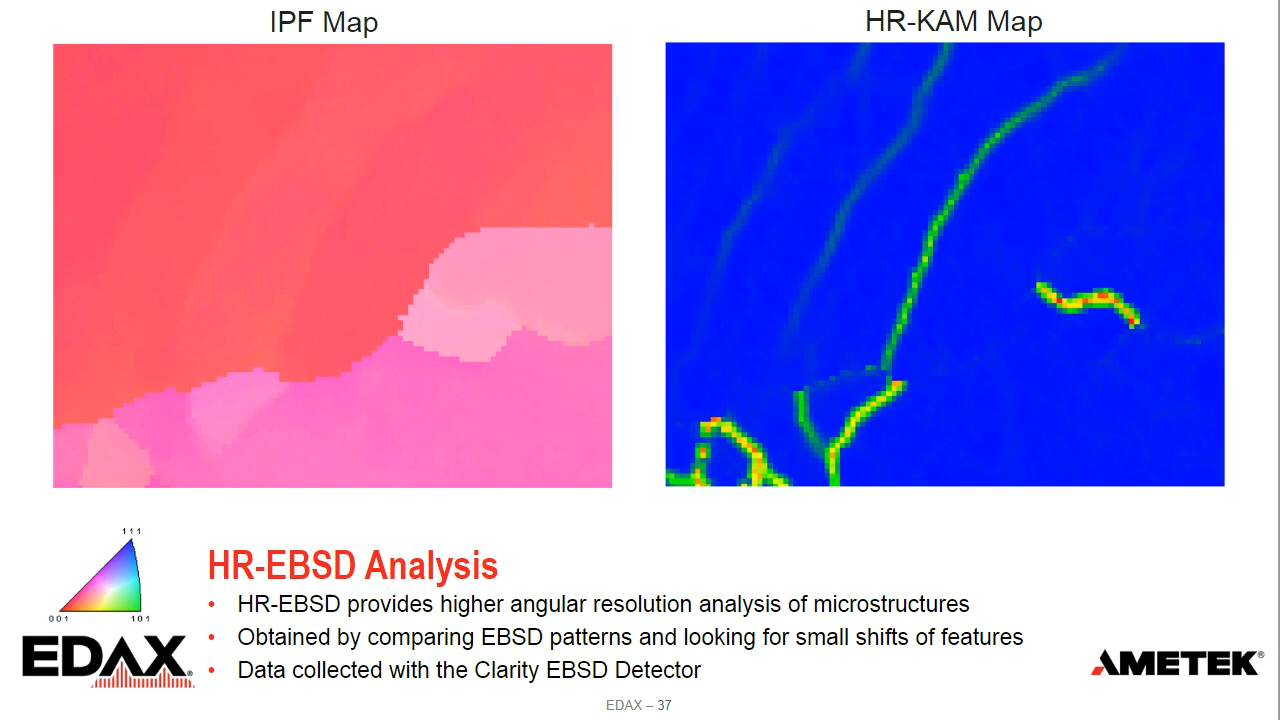 IPF Map
HR-KAM Map
111
001
101
HR-EBSD Analysis
• HR-EBSD provides higher angular resolution analysis of microstructures
• Obtained by comparing EBSD patterns and looking for small shifts of features
• Data collected with the Clarity EBSD Detector
EDAX®
AMETEK®
EDAX – 37